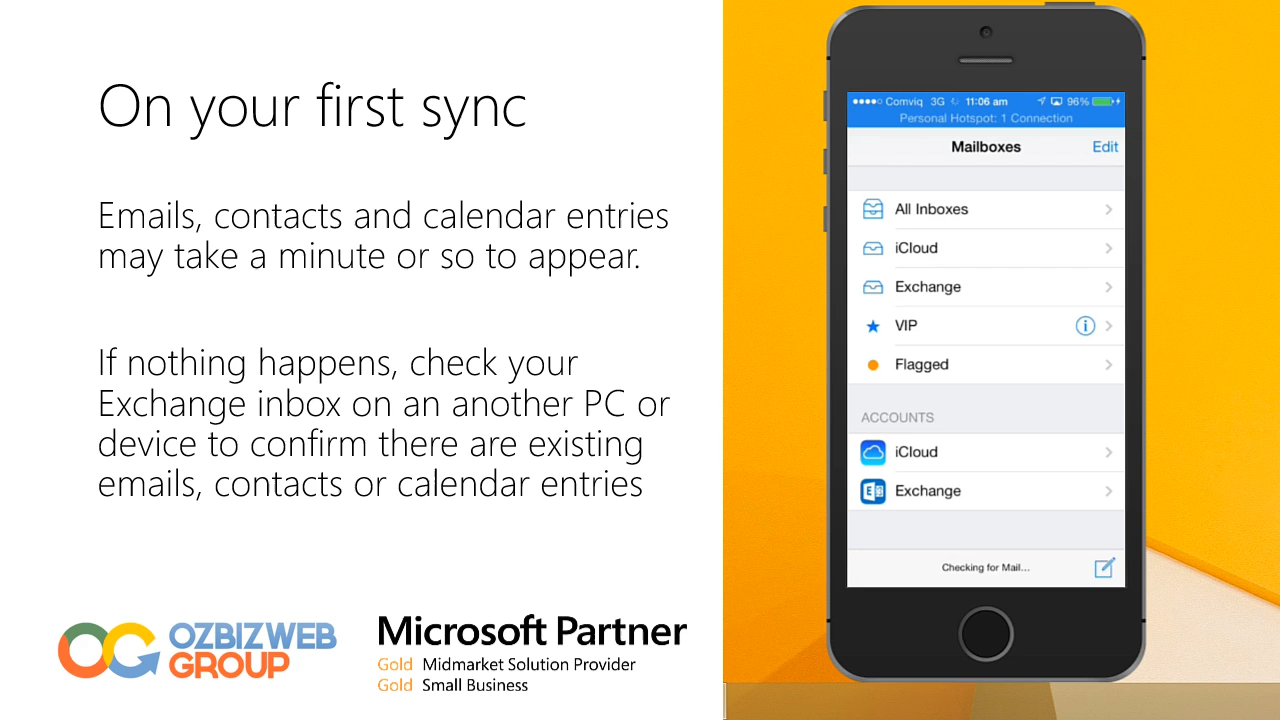 On your first sync
Emails, contacts and calendar entries
may take a minute or so to appear.
If nothing happens, check your
Exchange inbox on an another PC or
device to confirm there are existing
emails, contacts or calendar entries
OZBIZWEB
GROUP
Microsoft Partner
Gold Midmarket Solution Provider
Gold Small Business
Comviq 3G 11:06 am 96%
Personal Hotspot: 1 Connection
Mailboxes Edit
All Inboxes
iCloud
Exchange
VIP
Flagged
ACCOUNTS
iCloud
Exchange
Checking for Mail...